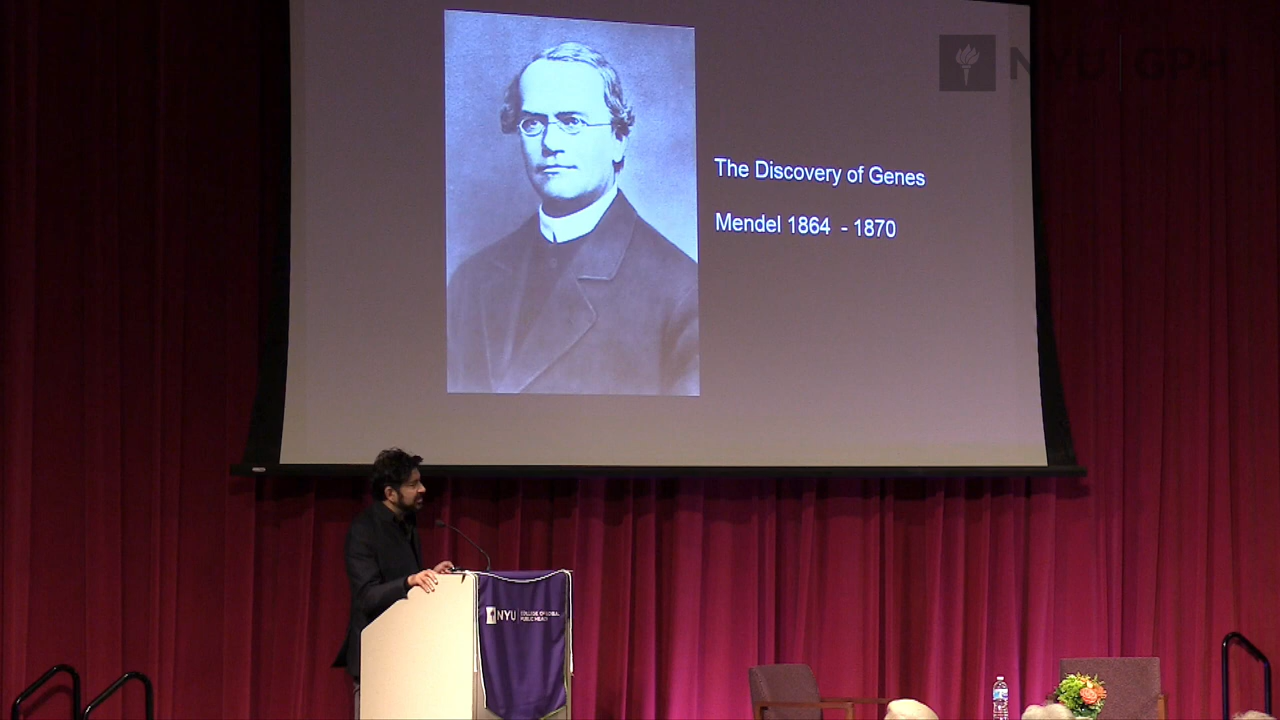 NYU GPH
The Discovery of Genes
Mendel 1864 - 1870
NYU COLLEGE OF GLOBAL
PUBLIC HEALTH